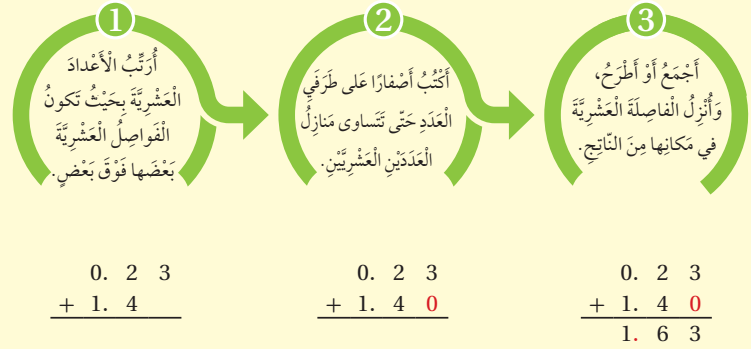 1
أُرَتِّبُ الْأَعْدادَ
الْعَشْرِيَّةَ بِحَيْثُ تَكونُ
الْفَواصِلُ الْعَشْرِيَّةَ
بَعْضَها فَوْقَ بَعْضٍ.
2
أَكْتُبُ أَصْفارًا عَلى طَرَفَيِ
الْعَدَدِ حَتّى تَتَساوى مَنازِلُ
الْعَدَدَيْنِ الْعَشْرِيَّيْنِ.
3
أَجْمَعُ أَوْ أَطْرَحُ،
وَأُنْزِلُ الْفاصِلَةَ الْعَشْرِيَّةَ
في مَكانِها مِنَ النّاتِجِ.
0. 2 3
+ 1. 4
0. 2 3
+ 1. 4 0
0. 2 3
+ 1. 4 0
1. 6 3